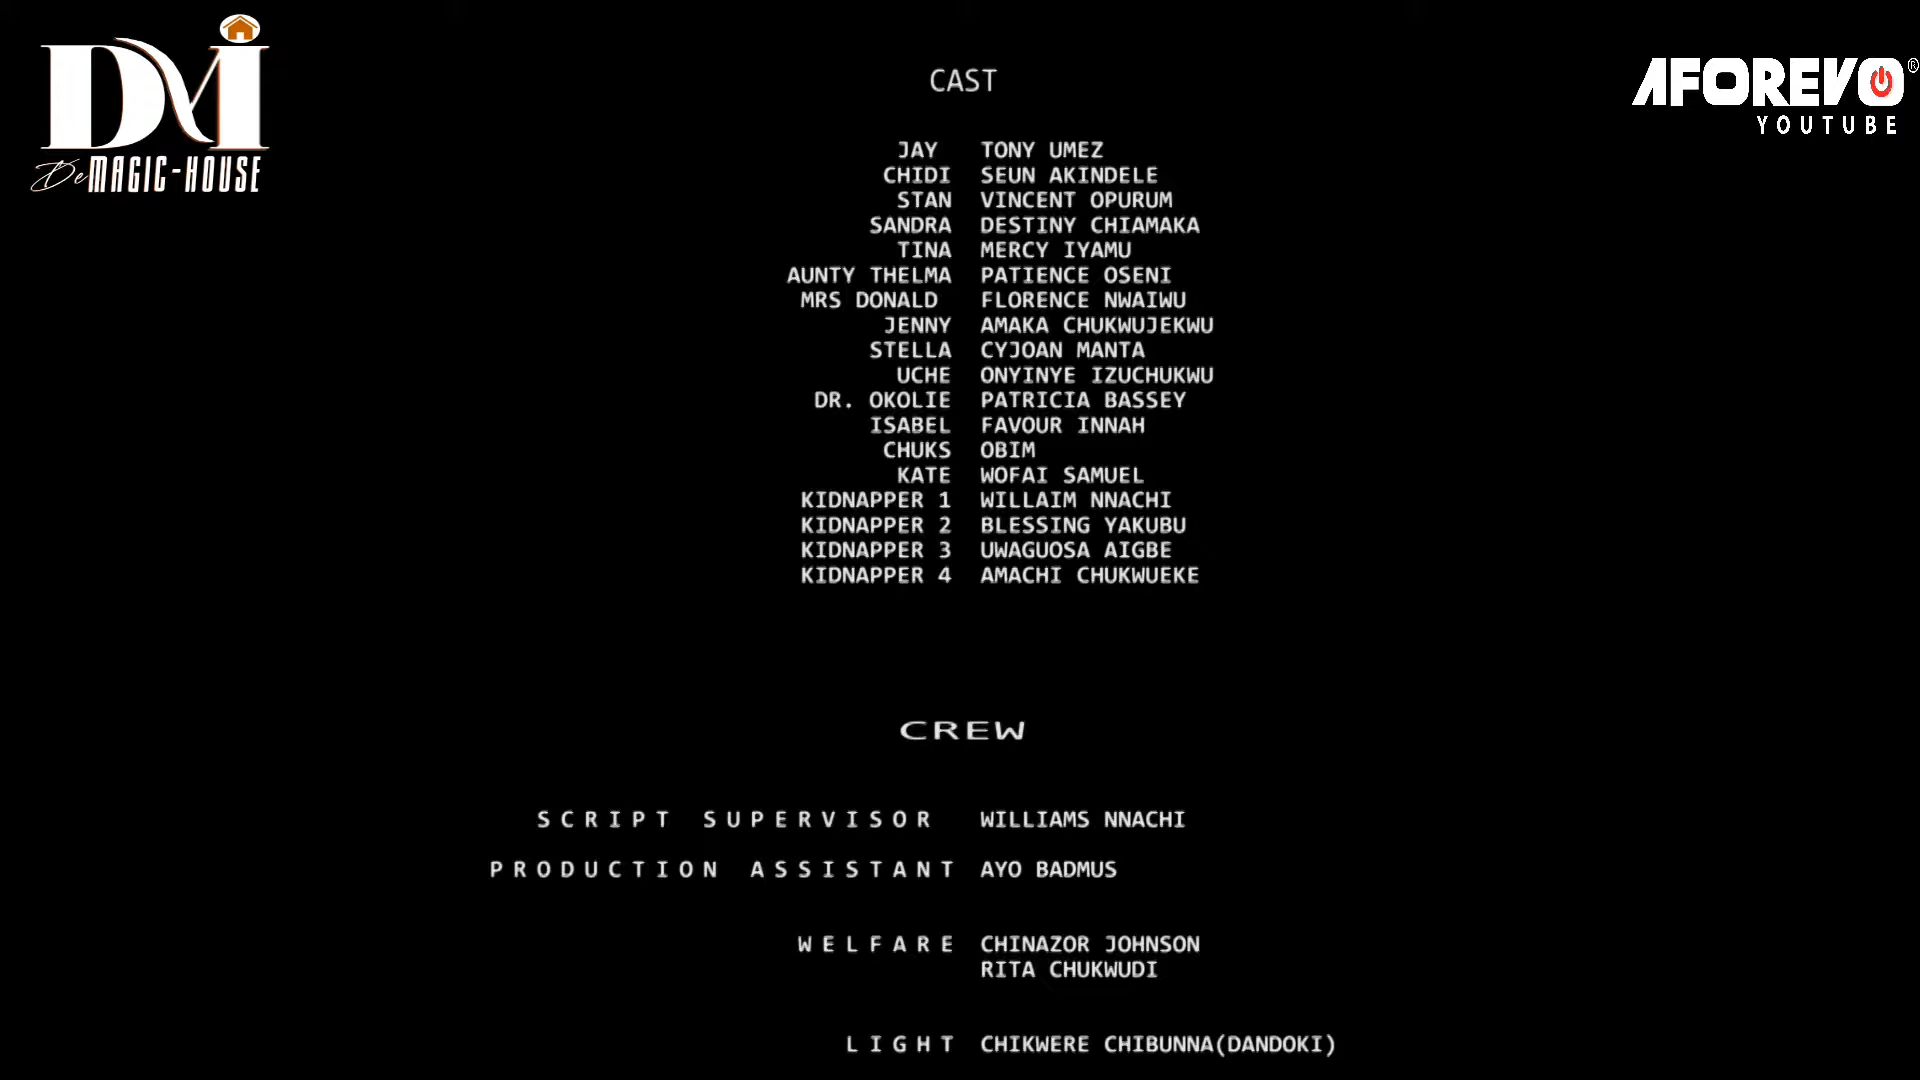 DM
De MAGIC-HOUSE
AFOREVO®
YOUTUBE
CAST
JAY TONY UMEZ
CHIDI SEUN AKINDELE
STAN VINCENT OPURUM
SANDRA DESTINY CHIAMAKA
TINA MERCY IYAMU
AUNTY THELMA PATIENCE OSENI
MRS DONALD FLORENCE NWAIWU
JENNY AMAKA CHUKWUJEKWU
STELLA CYJOAN MANTA
UCHE ONYINYE IZUCHUKWU
DR. OKOLIE PATRICIA BASSEY
ISABEL FAVOUR INNAH
CHUKS OBIM
KATE WOFAI SAMUEL
KIDNAPPER 1 WILLAIM NNACHI
KIDNAPPER 2 BLESSING YAKUBU
KIDNAPPER 3 UWAGUOSA AIGBE
KIDNAPPER 4 AMACHI CHUKWUEKE
CREW
SCRIPT SUPERVISOR WILLIAMS NNACHI
PRODUCTION ASSISTANT AYO BADMUS
WELFARE CHINAZOR JOHNSON
RITA CHUKWUDI
LIGHT CHIKWERE CHIBUNNA(DANDOKI)